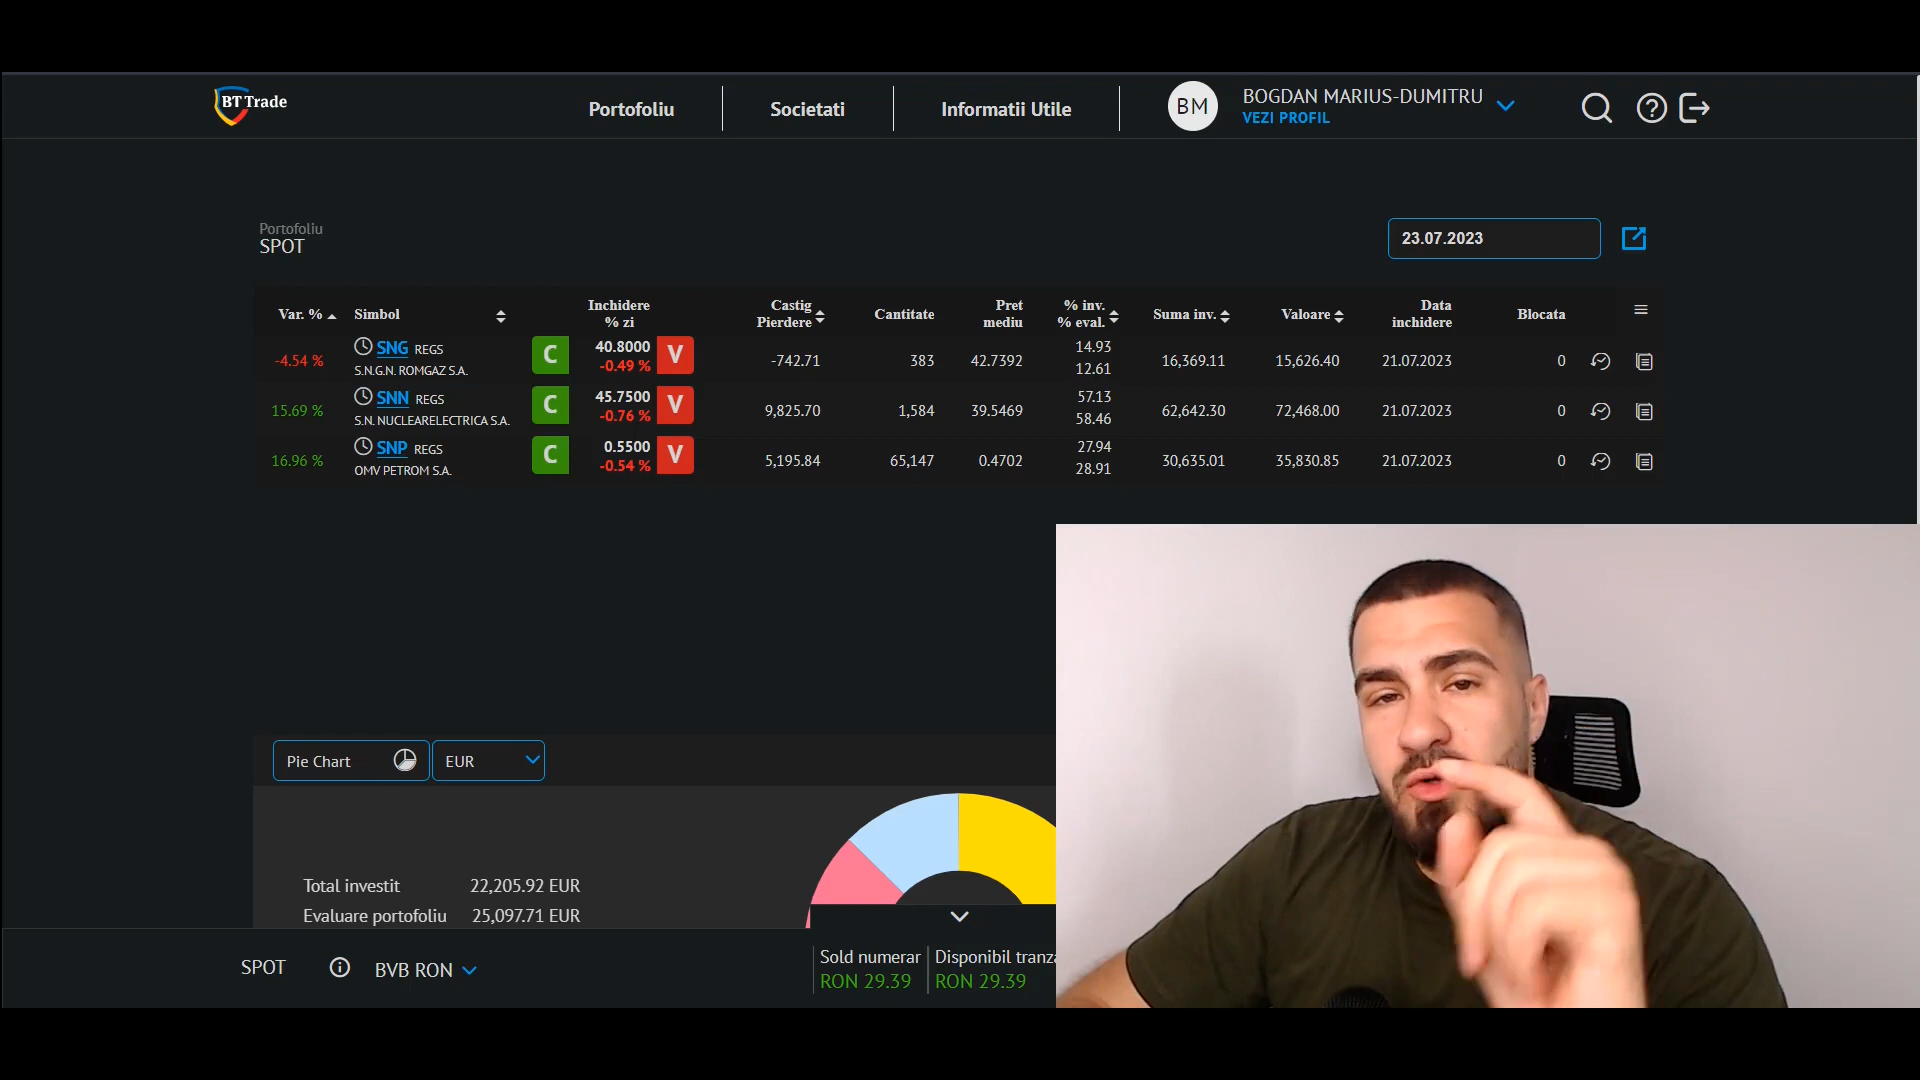 BT Trade
Portofoliu
Societati
Informatii Utile
BM
BOGDAN MARIUS-DUMITRU
VEZI PROFIL
Portofoliu
SPOT
23.07.2023
Var. % Simbol Inchidere % zi Castig Pierdere Cantitate Pret mediu % inv. % eval. Suma inv. Valoare Data inchidere Blocata
-4.54 % SNG REGS S.N.G.N. ROMGAZ S.A. C 40.8000 -0.49 % V -742.71 383 42.7392 14.93 12.61 16,369.11 15,626.40 21.07.2023 0
15.69 % SNN REGS S.N. NUCLEARELECTRICA S.A. C 45.7500 -0.76 % V 9,825.70 1,584 39.5469 57.13 58.46 62,642.30 72,468.00 21.07.2023 0
16.96 % SNP REGS OMV PETROM S.A. C 0.5500 -0.54 % V 5,195.84 65,147 0.4702 27.94 28.91 30,635.01 35,830.85 21.07.2023 0
Pie Chart
EUR
Total investit 22,205.92 EUR
Evaluare portofoliu 25,097.71 EUR
SPOT
BVB RON
Sold numerar
RON 29.39
Disponibil tranza
RON 29.39